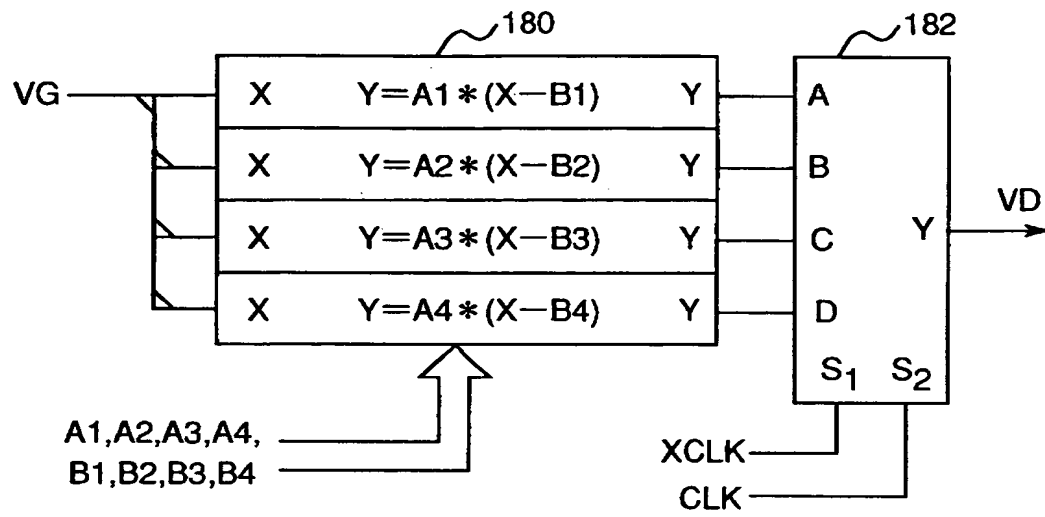 180
182
VG X Y=A1*(X−B1) Y A
X Y=A2*(X−B2) Y B
X Y=A3*(X−B3) Y C
Y VD
X Y=A4*(X−B4) Y D
S1 S2
A1,A2,A3,A4,
B1,B2,B3,B4
XCLK
CLK